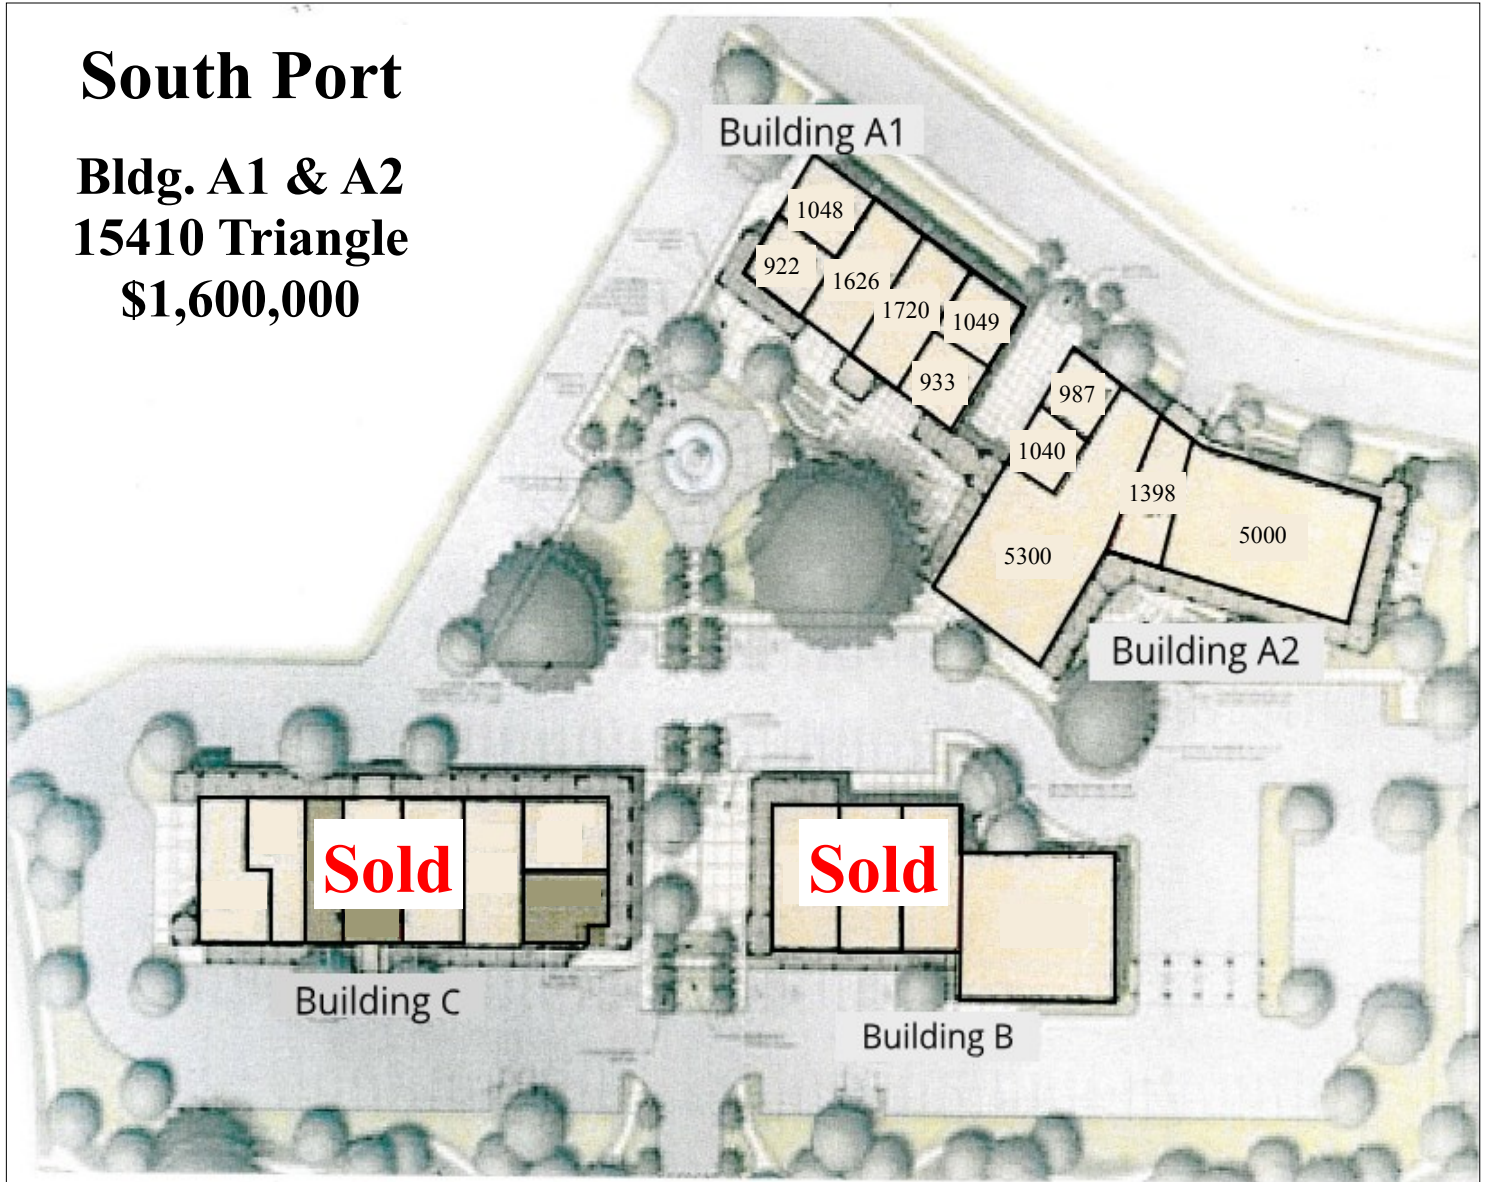 South Port
Bldg. A1 & A2
15410 Triangle
$1,600,000
Building A1
1048
922
1626
1720
1049
933
987
1040
1398
5300
5000
Building A2
Sold
Sold
Building C
Building B